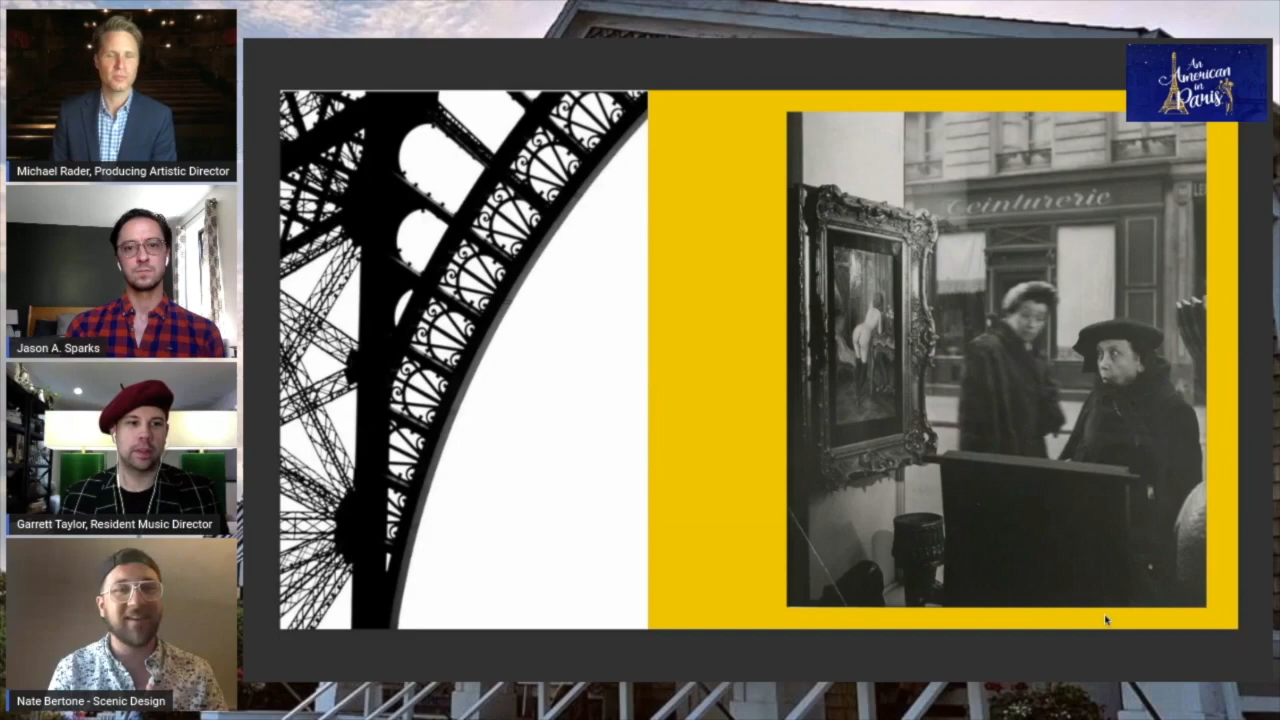 Michael Rader, Producing Artistic Director
Jason A. Sparks
Garrett Taylor, Resident Music Director
Nate Bertone - Scenic Design
An
American
in
Paris
Teinturerie